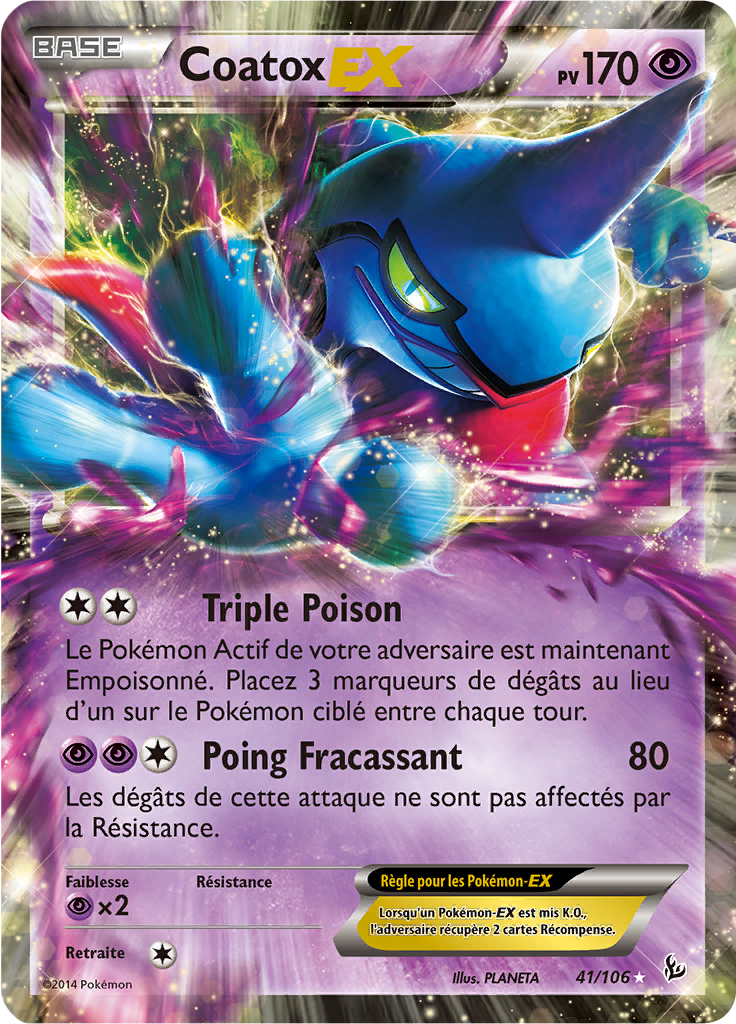 BASE
Coatox EX
PV 170
Triple Poison
Le Pokémon Actif de votre adversaire est maintenant
Empoisonné. Placez 3 marqueurs de dégâts au lieu
d'un sur le Pokémon ciblé entre chaque tour.
Poing Fracassant 80
Les dégâts de cette attaque ne sont pas affectés par
la Résistance.
Faiblesse Résistance
×2
Retraite
Règle pour les Pokémon-EX
Lorsqu'un Pokémon-EX est mis K.O.,
l'adversaire récupère 2 cartes Récompense.
©2014 Pokémon
Illus. PLANETA
41/106